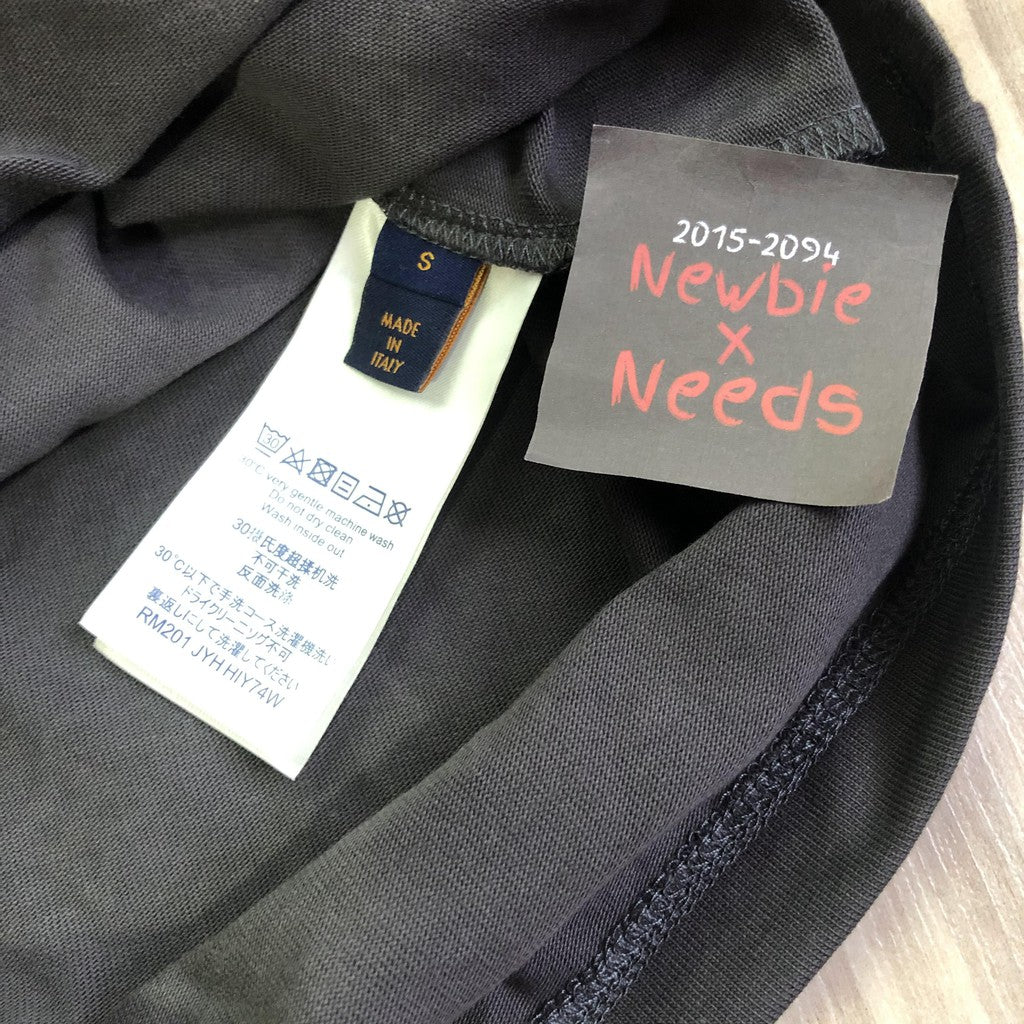 S
MADE
IN
ITALY
2015-2094
Newbie
x
Needs
30
30°C very gentle machine wash
Do not dry clean
Wash inside out
30摄氏度超揉机洗
不可干洗
反面洗涤
30℃以下で手洗コース洗濯機洗い
ドライクリーニング不可
裏返しにして洗濯してください
RM201 JYH HIY74W